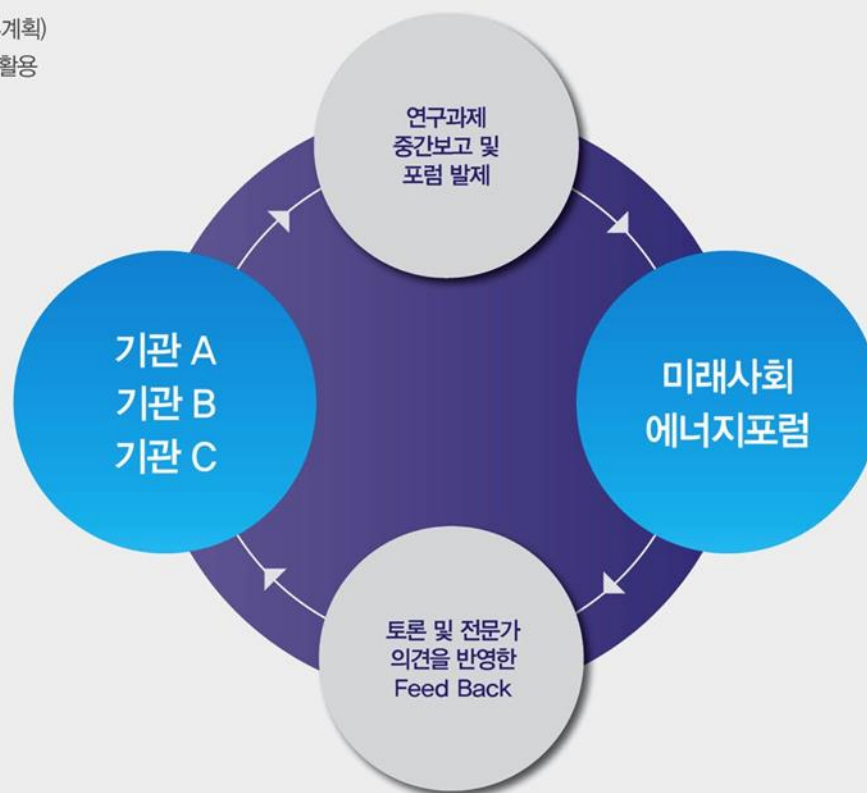 계획)
활용
연구과제
중간보고 및
포럼 발제
기관 A
기관 B
기관 C
미래사회
에너지포럼
토론 및 전문가
의견을 반영한
Feed Back